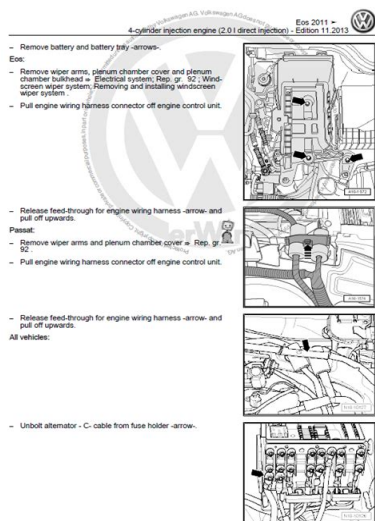 Eos 2011 ➤
4-cylinder injection engine (2.0 l direct injection) - Edition 11.2013
– Remove battery and battery tray -arrows-.
Eos:
– Remove wiper arms, plenum chamber cover and plenum
chamber bulkhead ⇒ Electrical system; Rep. gr. 92 ; Wind-
screen wiper system; Removing and installing windscreen
wiper system .
– Pull engine wiring harness connector off engine control unit.
– Release feed-through for engine wiring harness -arrow- and
pull off upwards.
Passat:
– Remove wiper arms and plenum chamber cover ⇒ Rep. gr.
92 .
– Pull engine wiring harness connector off engine control unit.
– Release feed-through for engine wiring harness -arrow- and
pull off upwards.
All vehicles:
– Unbolt alternator - C- cable from fuse holder -arrow-.